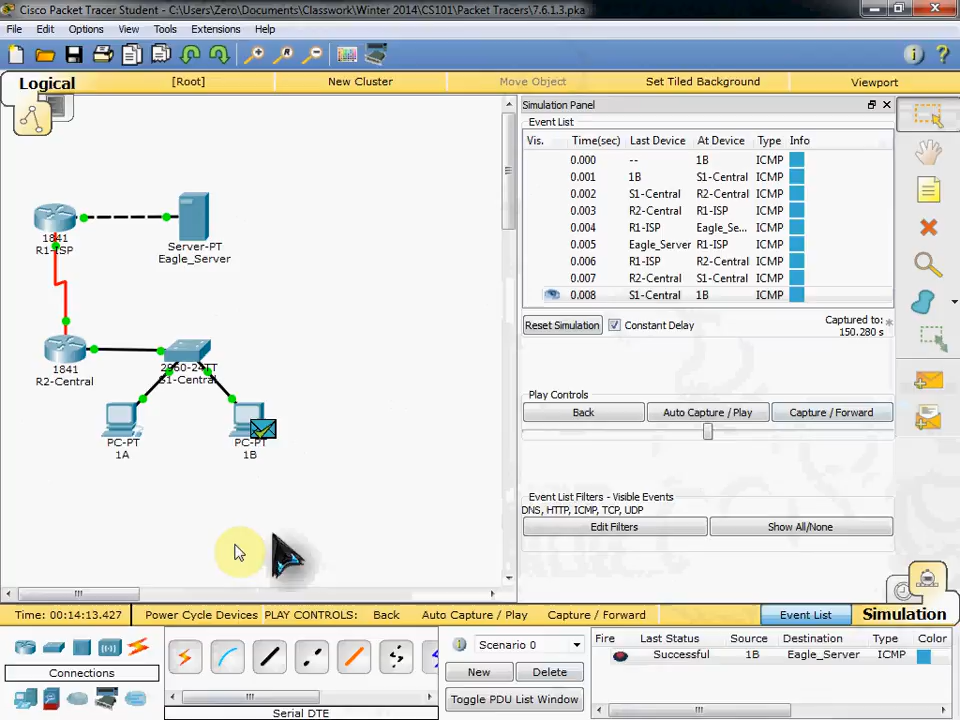 Cisco Packet Tracer Student - C:\Users\Zero\Documents\Classwork\Winter 2014\CS101\Packet Tracers\7.6.1.3.pka
File Edit Options View Tools Extensions Help
Logical [Root] New Cluster Move Object Set Tiled Background Viewport
Simulation Panel
Event List
Vis. Time(sec) Last Device At Device Type Info
0.000 -- 1B ICMP
0.001 1B S1-Central ICMP
0.002 S1-Central R2-Central ICMP
0.003 R2-Central R1-ISP ICMP
0.004 R1-ISP Eagle_Se... ICMP
0.005 Eagle_Server R1-ISP ICMP
0.006 R1-ISP R2-Central ICMP
0.007 R2-Central S1-Central ICMP
0.008 S1-Central 1B ICMP
Reset Simulation Constant Delay Captured to: *
150.280 s
Play Controls
Back Auto Capture / Play Capture / Forward
Event List Filters - Visible Events
DNS, HTTP, ICMP, TCP, UDP
Edit Filters Show All/None
1841
R1-ISP
Server-PT
Eagle_Server
1841
R2-Central
2960-24TT
S1-Central
PC-PT
1A
PC-PT
1B
Time: 00:14:13.427 Power Cycle Devices PLAY CONTROLS: Back Auto Capture / Play Capture / Forward Event List Simulation
Connections
Serial DTE
Scenario 0
New Delete
Toggle PDU List Window
Fire Last Status Source Destination Type Color
Successful 1B Eagle_Server ICMP